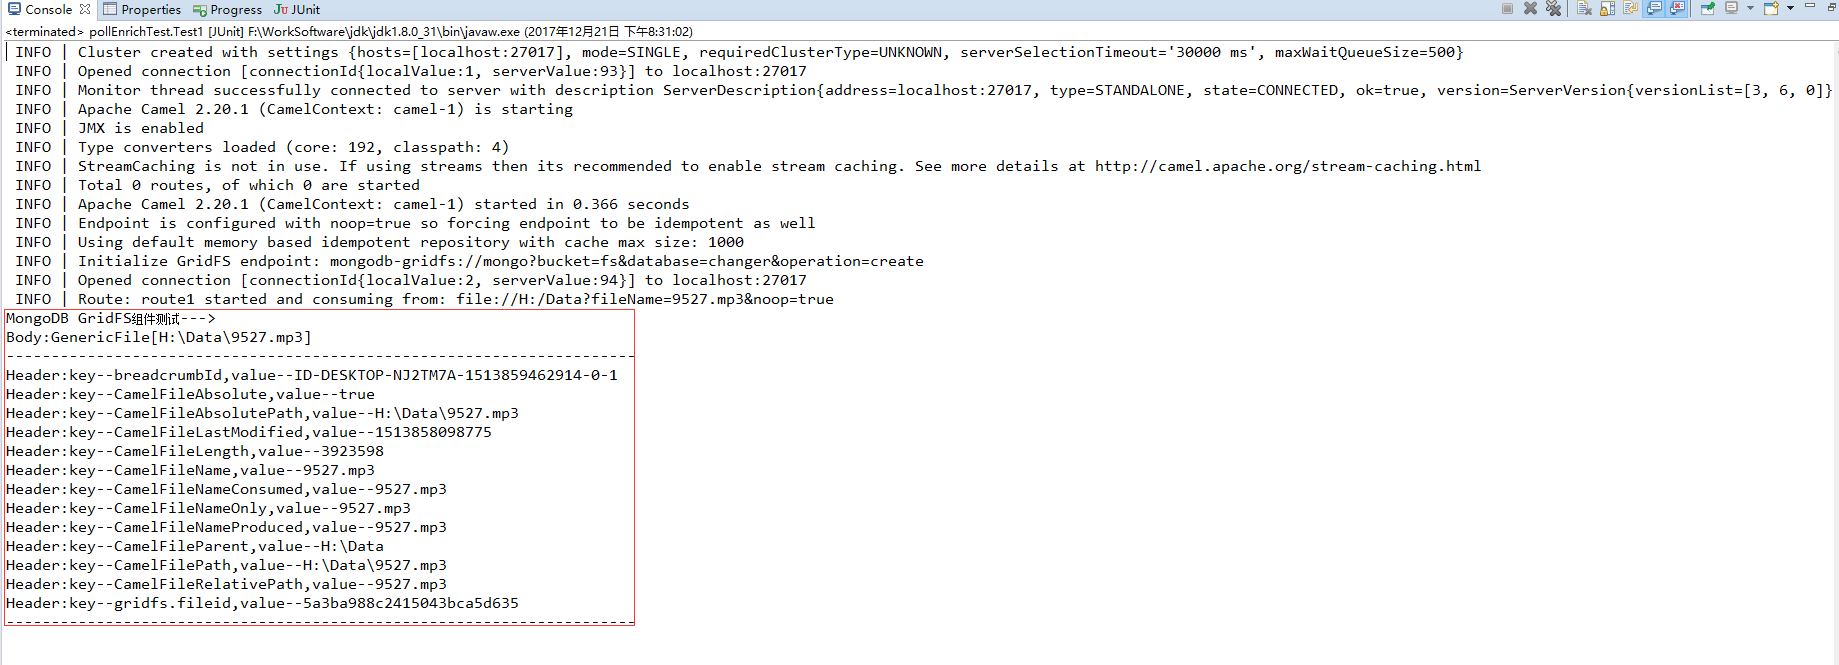 Console Properties Progress JUnit
<terminated> pollEnrichTest.Test1 [JUnit] F:\WorkSoftware\jdk\jdk1.8.0_31\bin\javaw.exe (2017年12月21日 下午8:31:02)
INFO | Cluster created with settings {hosts=[localhost:27017], mode=SINGLE, requiredClusterType=UNKNOWN, serverSelectionTimeout='30000 ms', maxWaitQueueSize=500}
INFO | Opened connection [connectionId{localValue:1, serverValue:93}] to localhost:27017
INFO | Monitor thread successfully connected to server with description ServerDescription{address=localhost:27017, type=STANDALONE, state=CONNECTED, ok=true, version=ServerVersion{versionList=[3, 6, 0]}
INFO | Apache Camel 2.20.1 (CamelContext: camel-1) is starting
INFO | JMX is enabled
INFO | Type converters loaded (core: 192, classpath: 4)
INFO | StreamCaching is not in use. If using streams then its recommended to enable stream caching. See more details at http://camel.apache.org/stream-caching.html
INFO | Total 0 routes, of which 0 are started
INFO | Apache Camel 2.20.1 (CamelContext: camel-1) started in 0.366 seconds
INFO | Endpoint is configured with noop=true so forcing endpoint to be idempotent as well
INFO | Using default memory based idempotent repository with cache max size: 1000
INFO | Initialize GridFS endpoint: mongodb-gridfs://mongo?bucket=fs&database=changer&operation=create
INFO | Opened connection [connectionId{localValue:2, serverValue:94}] to localhost:27017
INFO | Route: route1 started and consuming from: file://H:/Data?fileName=9527.mp3&noop=true
MongoDB GridFS组件测试--->
Body:GenericFile[H:\Data\9527.mp3]
----------------------------------------------------------------------
Header:key--breadcrumbId,value--ID-DESKTOP-NJ2TM7A-1513859462914-0-1
Header:key--CamelFileAbsolute,value--true
Header:key--CamelFileAbsolutePath,value--H:\Data\9527.mp3
Header:key--CamelFileLastModified,value--1513858098775
Header:key--CamelFileLength,value--3923598
Header:key--CamelFileName,value--9527.mp3
Header:key--CamelFileNameConsumed,value--9527.mp3
Header:key--CamelFileNameOnly,value--9527.mp3
Header:key--CamelFileNameProduced,value--9527.mp3
Header:key--CamelFileParent,value--H:\Data
Header:key--CamelFilePath,value--H:\Data\9527.mp3
Header:key--CamelFileRelativePath,value--9527.mp3
Header:key--gridfs.fileid,value--5a3ba988c2415043bca5d635
----------------------------------------------------------------------